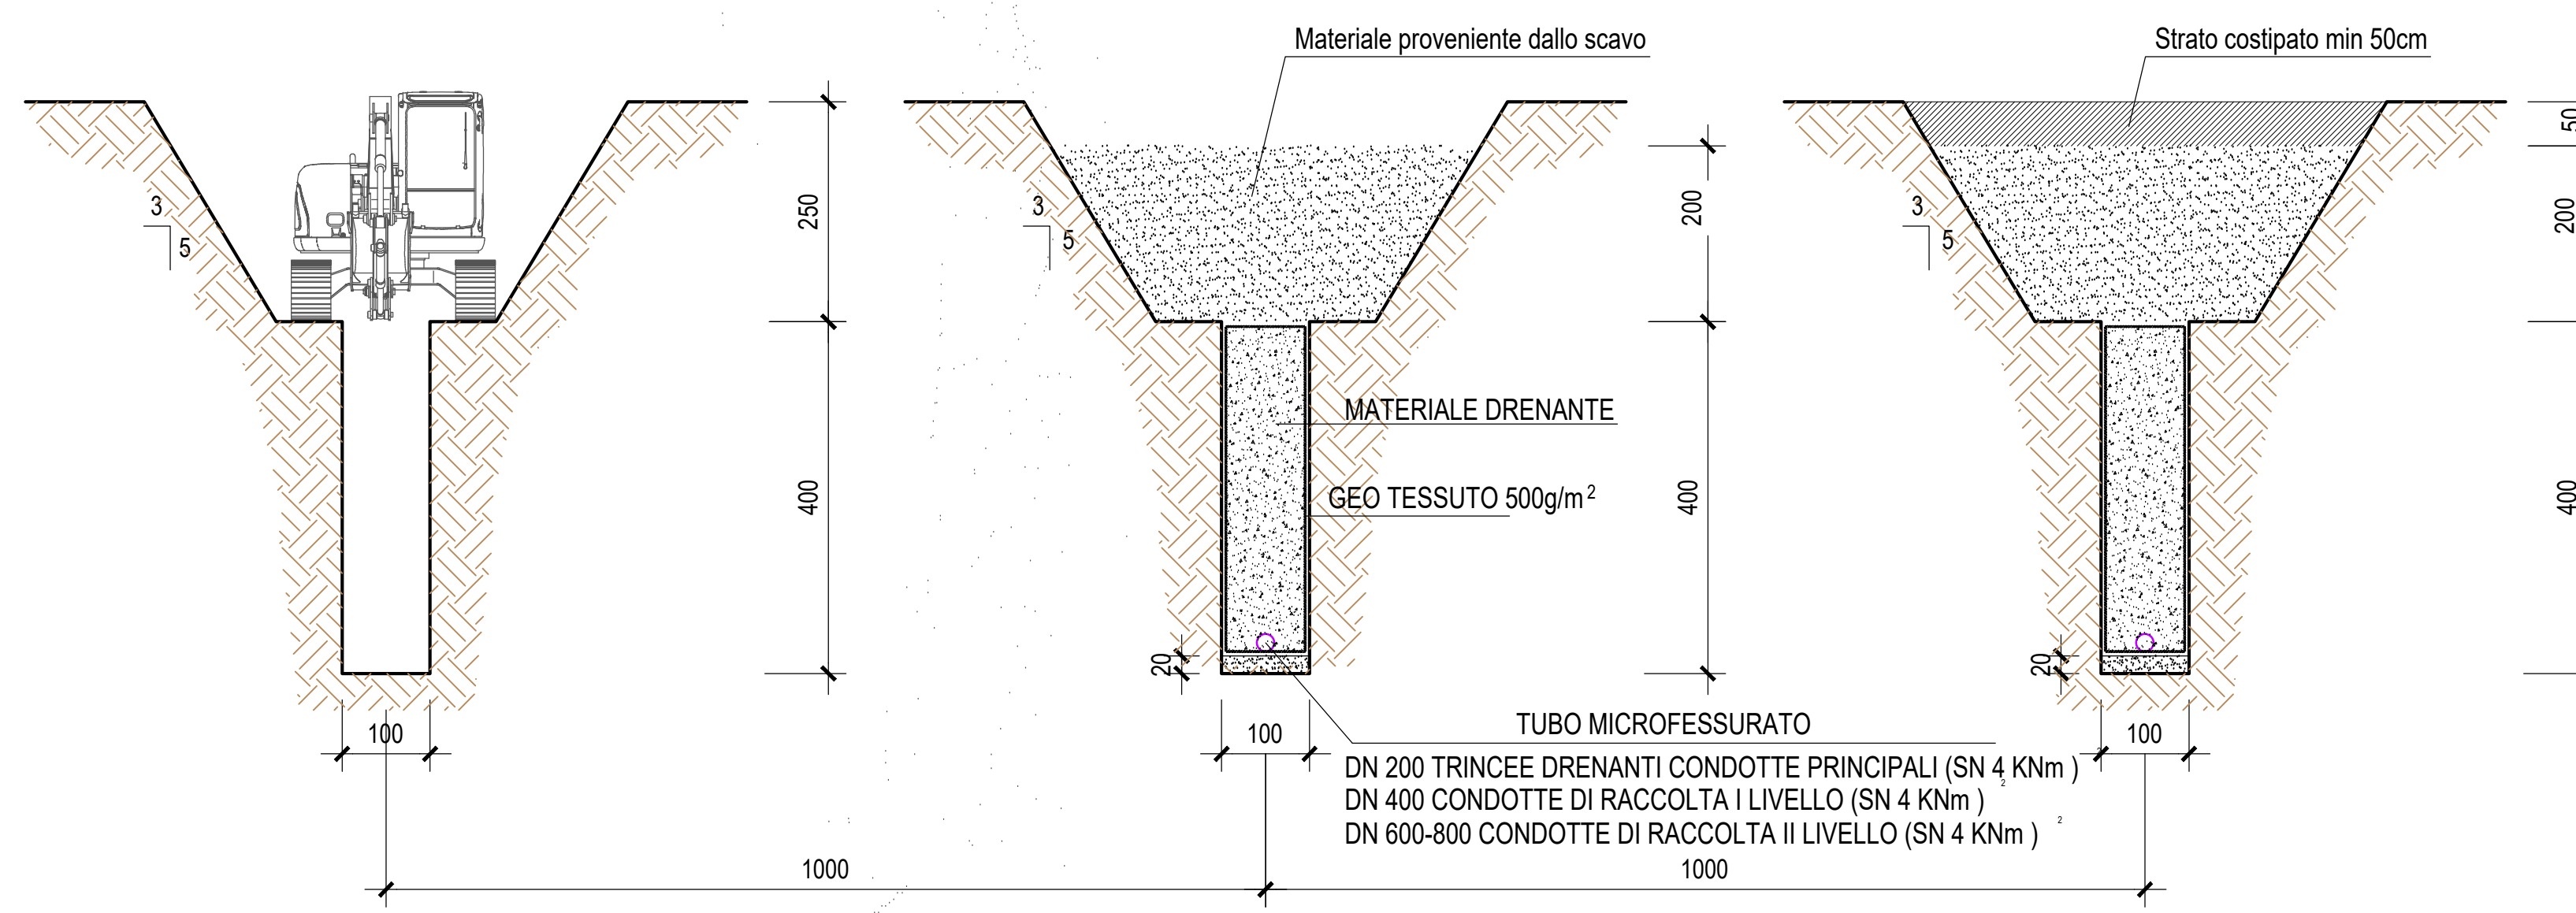 Materiale proveniente dallo scavo
Strato costipato min 50cm
3
5
250
400
100
3
5
200
MATERIALE DRENANTE
GEO TESSUTO 500g/m²
400
20
100
TUBO MICROFESSURATO
DN 200 TRINCEE DRENANTI CONDOTTE PRINCIPALI (SN 4 KNm²)
DN 400 CONDOTTE DI RACCOLTA I LIVELLO (SN 4 KNm²)
DN 600-800 CONDOTTE DI RACCOLTA II LIVELLO (SN 4 KNm²)
3
5
50
200
400
20
100
1000
1000